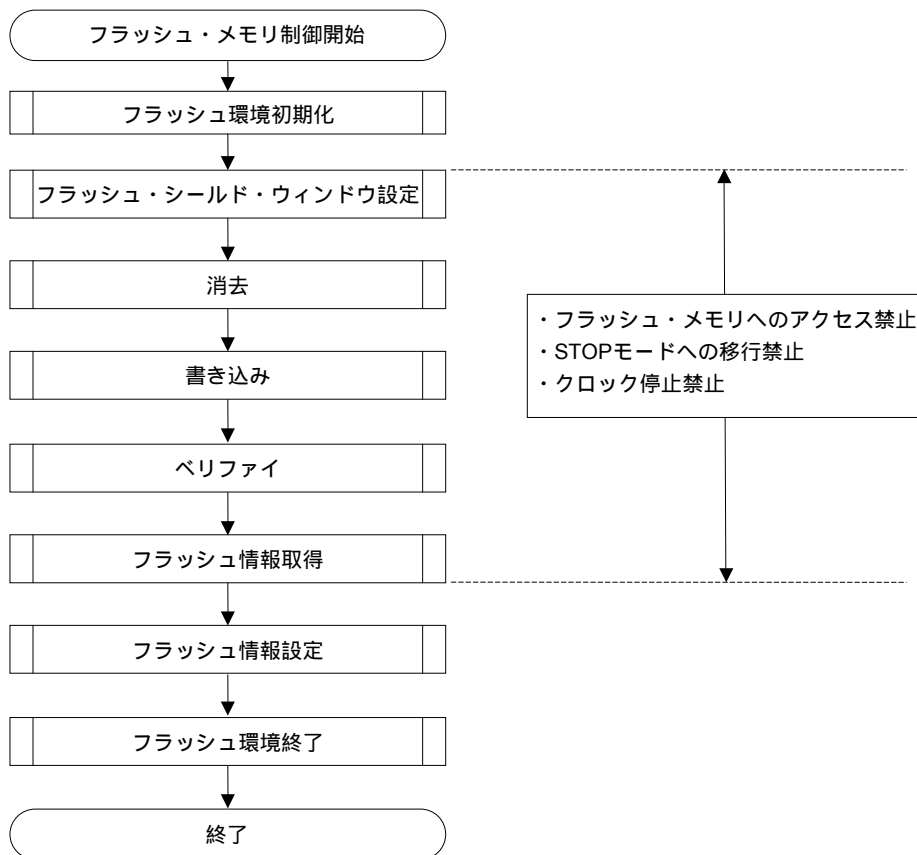 フラッシュ・メモリ制御開始
フラッシュ環境初期化
フラッシュ・シールド・ウィンドウ設定
消去
書き込み
ベリファイ
フラッシュ情報取得
フラッシュ情報設定
フラッシュ環境終了
終了
・フラッシュ・メモリへのアクセス禁止
・STOPモードへの移行禁止
・クロック停止禁止